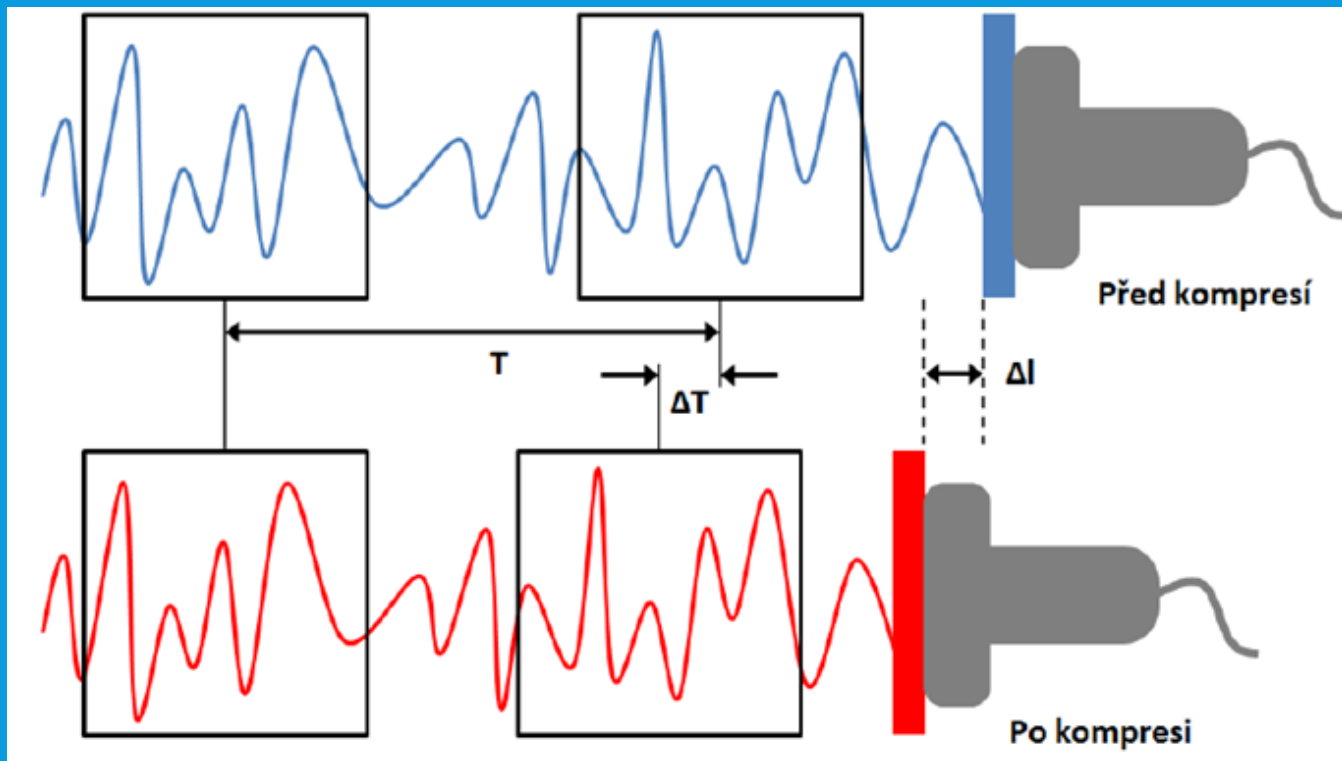 Před kompresí
T
ΔT
Δl
Po kompresi